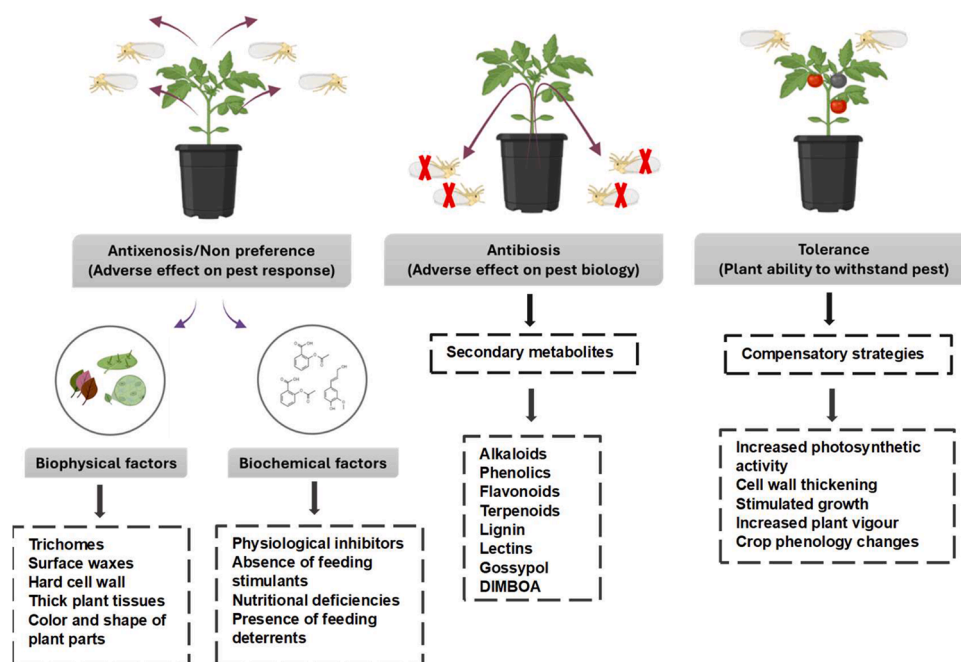 Antixenosis/Non preference
(Adverse effect on pest response)
Antibiosis
(Adverse effect on pest biology)
Tolerance
(Plant ability to withstand pest)
Secondary metabolites
Compensatory strategies
Biophysical factors
Biochemical factors
Trichomes
Surface waxes
Hard cell wall
Thick plant tissues
Color and shape of
plant parts
Physiological inhibitors
Absence of feeding
stimulants
Nutritional deficiencies
Presence of feeding
deterrents
Alkaloids
Phenolics
Flavonoids
Terpenoids
Lignin
Lectins
Gossypol
DIMBOA
Increased photosynthetic
activity
Cell wall thickening
Stimulated growth
Increased plant vigour
Crop phenology changes